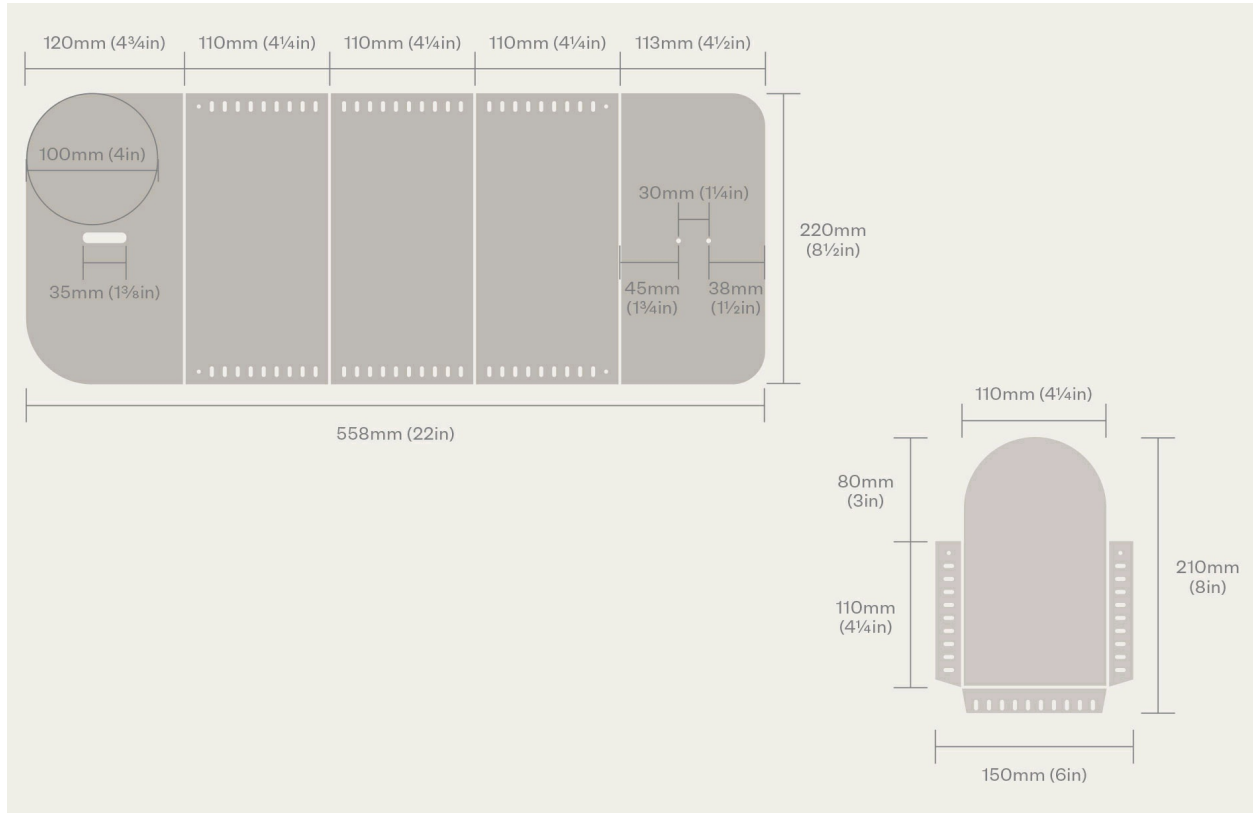 120mm (4¾in)
110mm (4¼in)
110mm (4¼in)
110mm (4¼in)
113mm (4½in)
100mm (4in)
30mm (1¼in)
220mm
(8½in)
35mm (1⅜in)
45mm
(1¾in)
38mm
(1½in)
558mm (22in)
110mm (4¼in)
80mm
(3in)
210mm
(8in)
110mm
(4¼in)
150mm (6in)